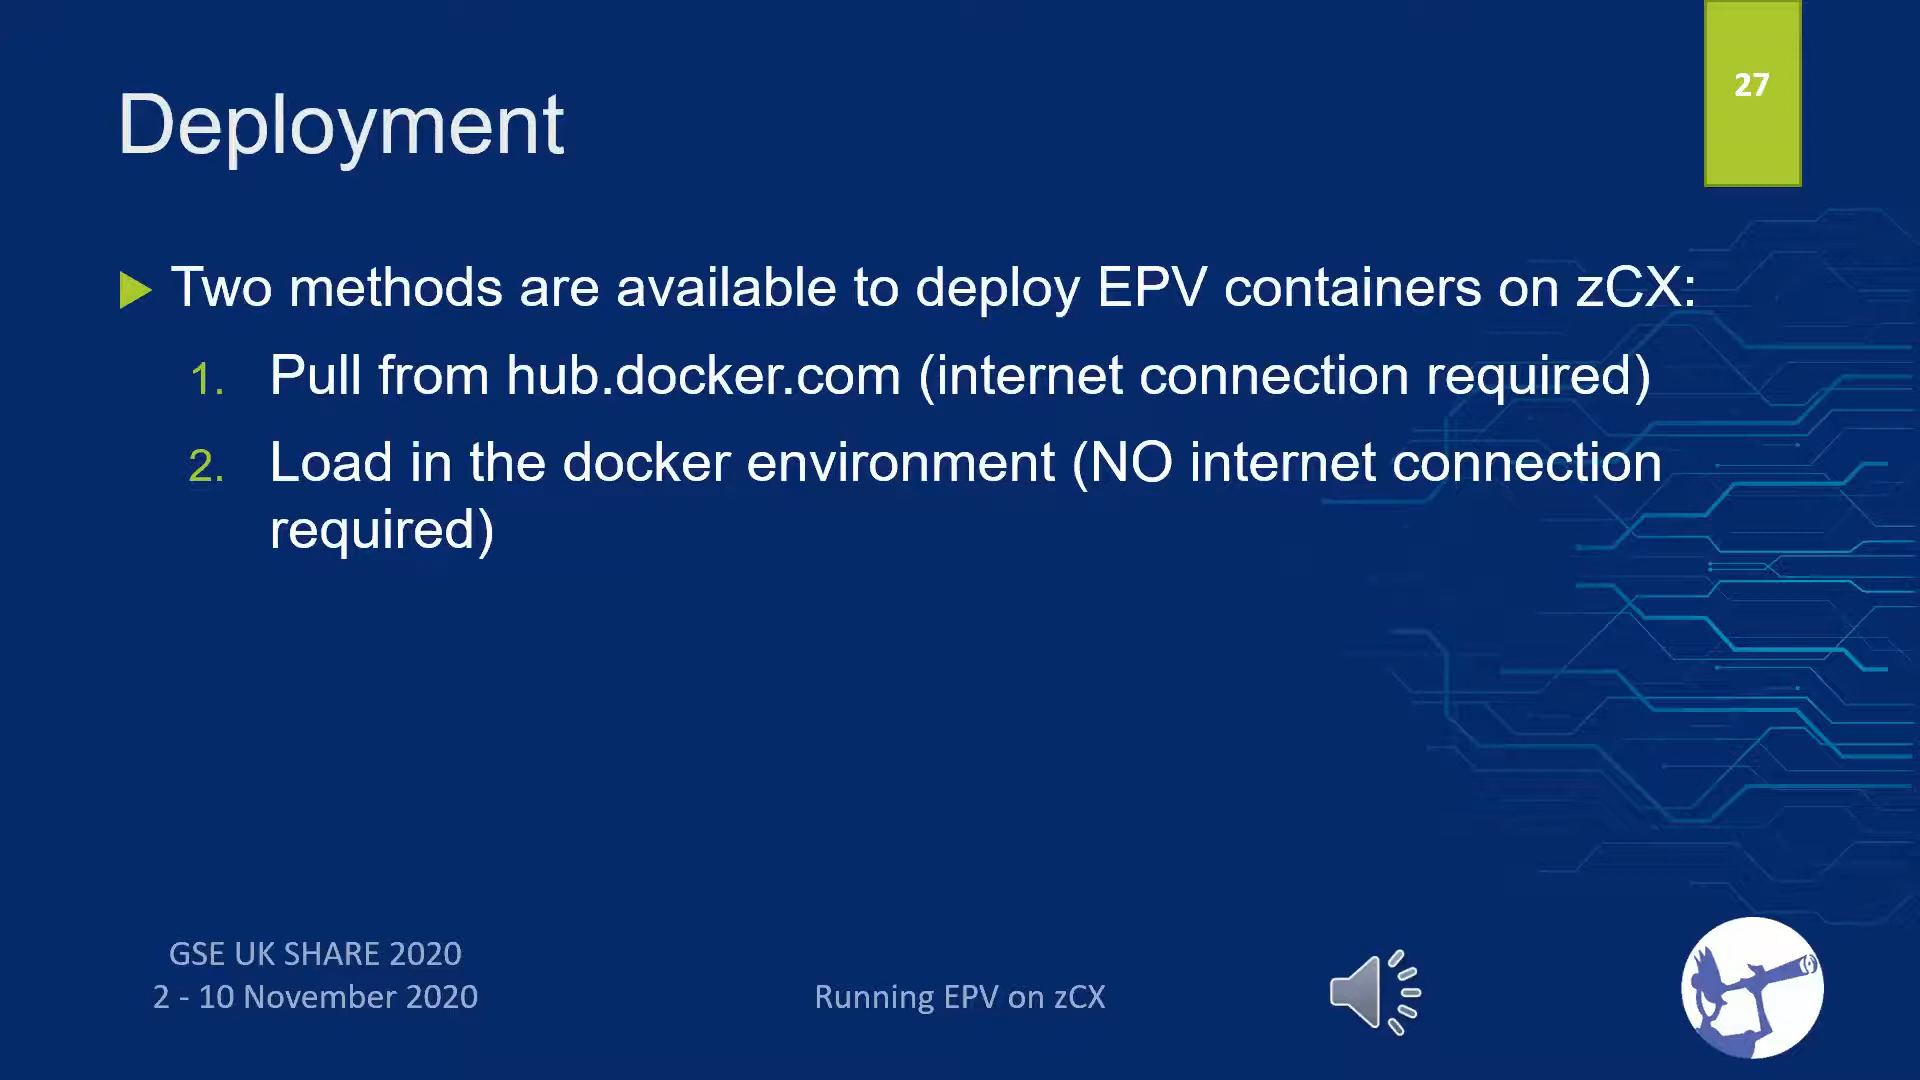 27
Deployment
Two methods are available to deploy EPV containers on zCX:
1. Pull from hub.docker.com (internet connection required)
2. Load in the docker environment (NO internet connection
required)
GSE UK SHARE 2020
2 - 10 November 2020
Running EPV on zCX